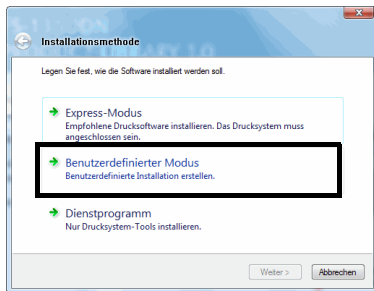 Installationsmethode
Legen Sie fest, wie die Software installiert werden soll.
Express-Modus
Empfohlene Drucksoftware installieren. Das Drucksystem muss
angeschlossen sein.
Benutzerdefinierter Modus
Benutzerdefinierte Installation erstellen.
Dienstprogramm
Nur Drucksystem-Tools installieren.
Weiter >
Abbrechen